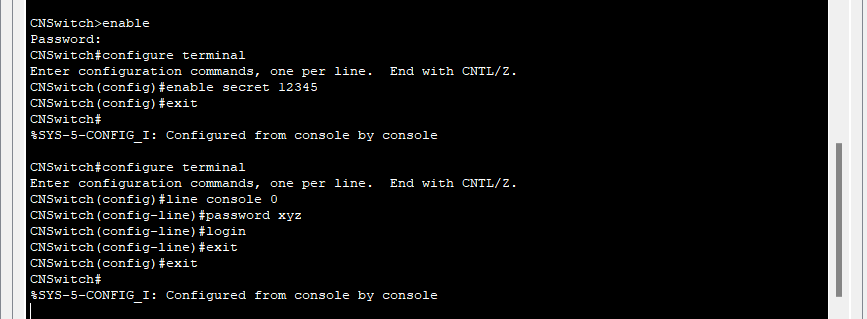 CNSwitch>enable
Password:
CNSwitch#configure terminal
Enter configuration commands, one per line.  End with CNTL/Z.
CNSwitch(config)#enable secret 12345
CNSwitch(config)#exit
CNSwitch#
%SYS-5-CONFIG_I: Configured from console by console
CNSwitch#configure terminal
Enter configuration commands, one per line.  End with CNTL/Z.
CNSwitch(config)#line console 0
CNSwitch(config-line)#password xyz
CNSwitch(config-line)#login
CNSwitch(config-line)#exit
CNSwitch(config)#exit
CNSwitch#
%SYS-5-CONFIG_I: Configured from console by console